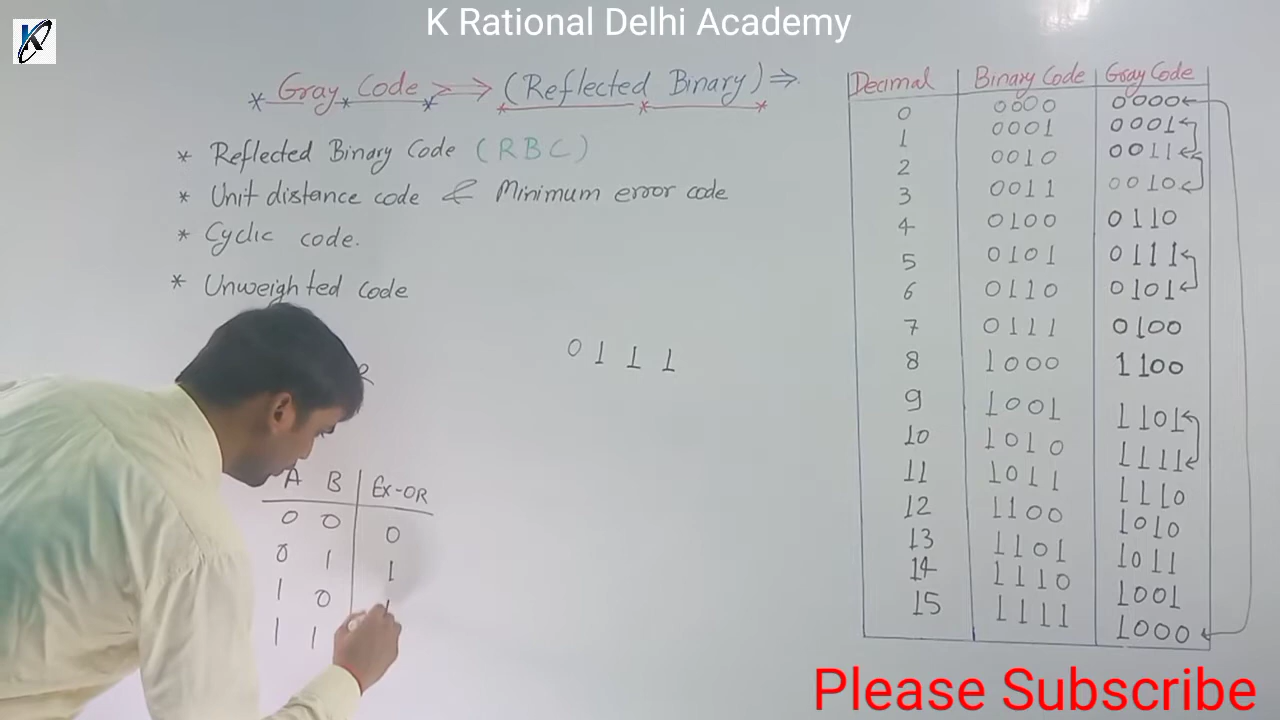 K Rational Delhi Academy
K
* Gray Code * ⇒ (Reflected Binary) ⇒
* Reflected Binary Code (RBC)
* Unit distance code & Minimum error code
* Cyclic code.
* Unweighted code
0 1 1 1
R
A B Ex-OR
0 0 0
0 1 1
1 0 1
1 1
Decimal Binary Code Gray Code
0 0000 0000
1 0001 0001
2 0010 0011
3 0011 0010
4 0100 0110
5 0101 0111
6 0110 0101
7 0111 0100
8 1000 1100
9 1001 1101
10 1010 1111
11 1011 1110
12 1100 1010
13 1101 1011
14 1110 1001
15 1111 1000
Please Subscribe